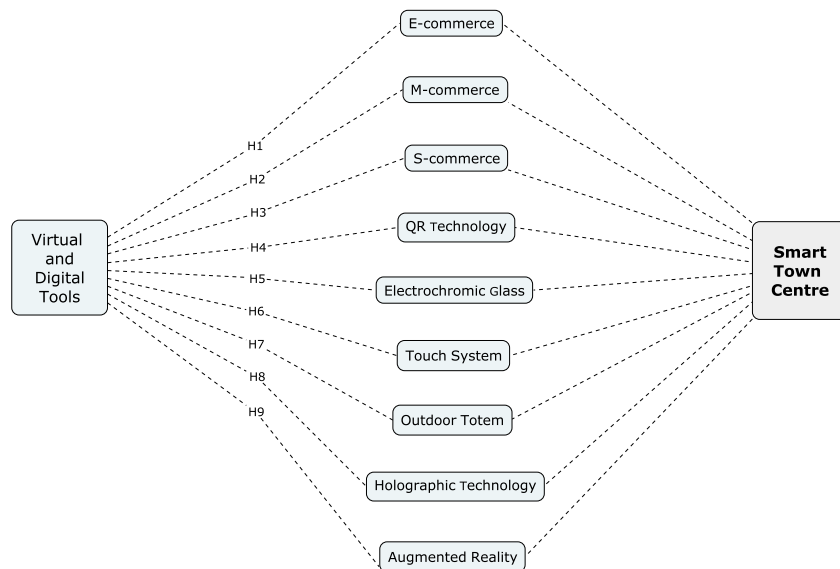 E-commerce
M-commerce
H1
S-commerce
H2
H3
Virtual
and
Digital
Tools
QR Technology
H4
Smart
Town
Centre
H5
Electrochromic Glass
H6
H7
Touch System
H8
H9
Outdoor Totem
Holographic Technology
Augmented Reality